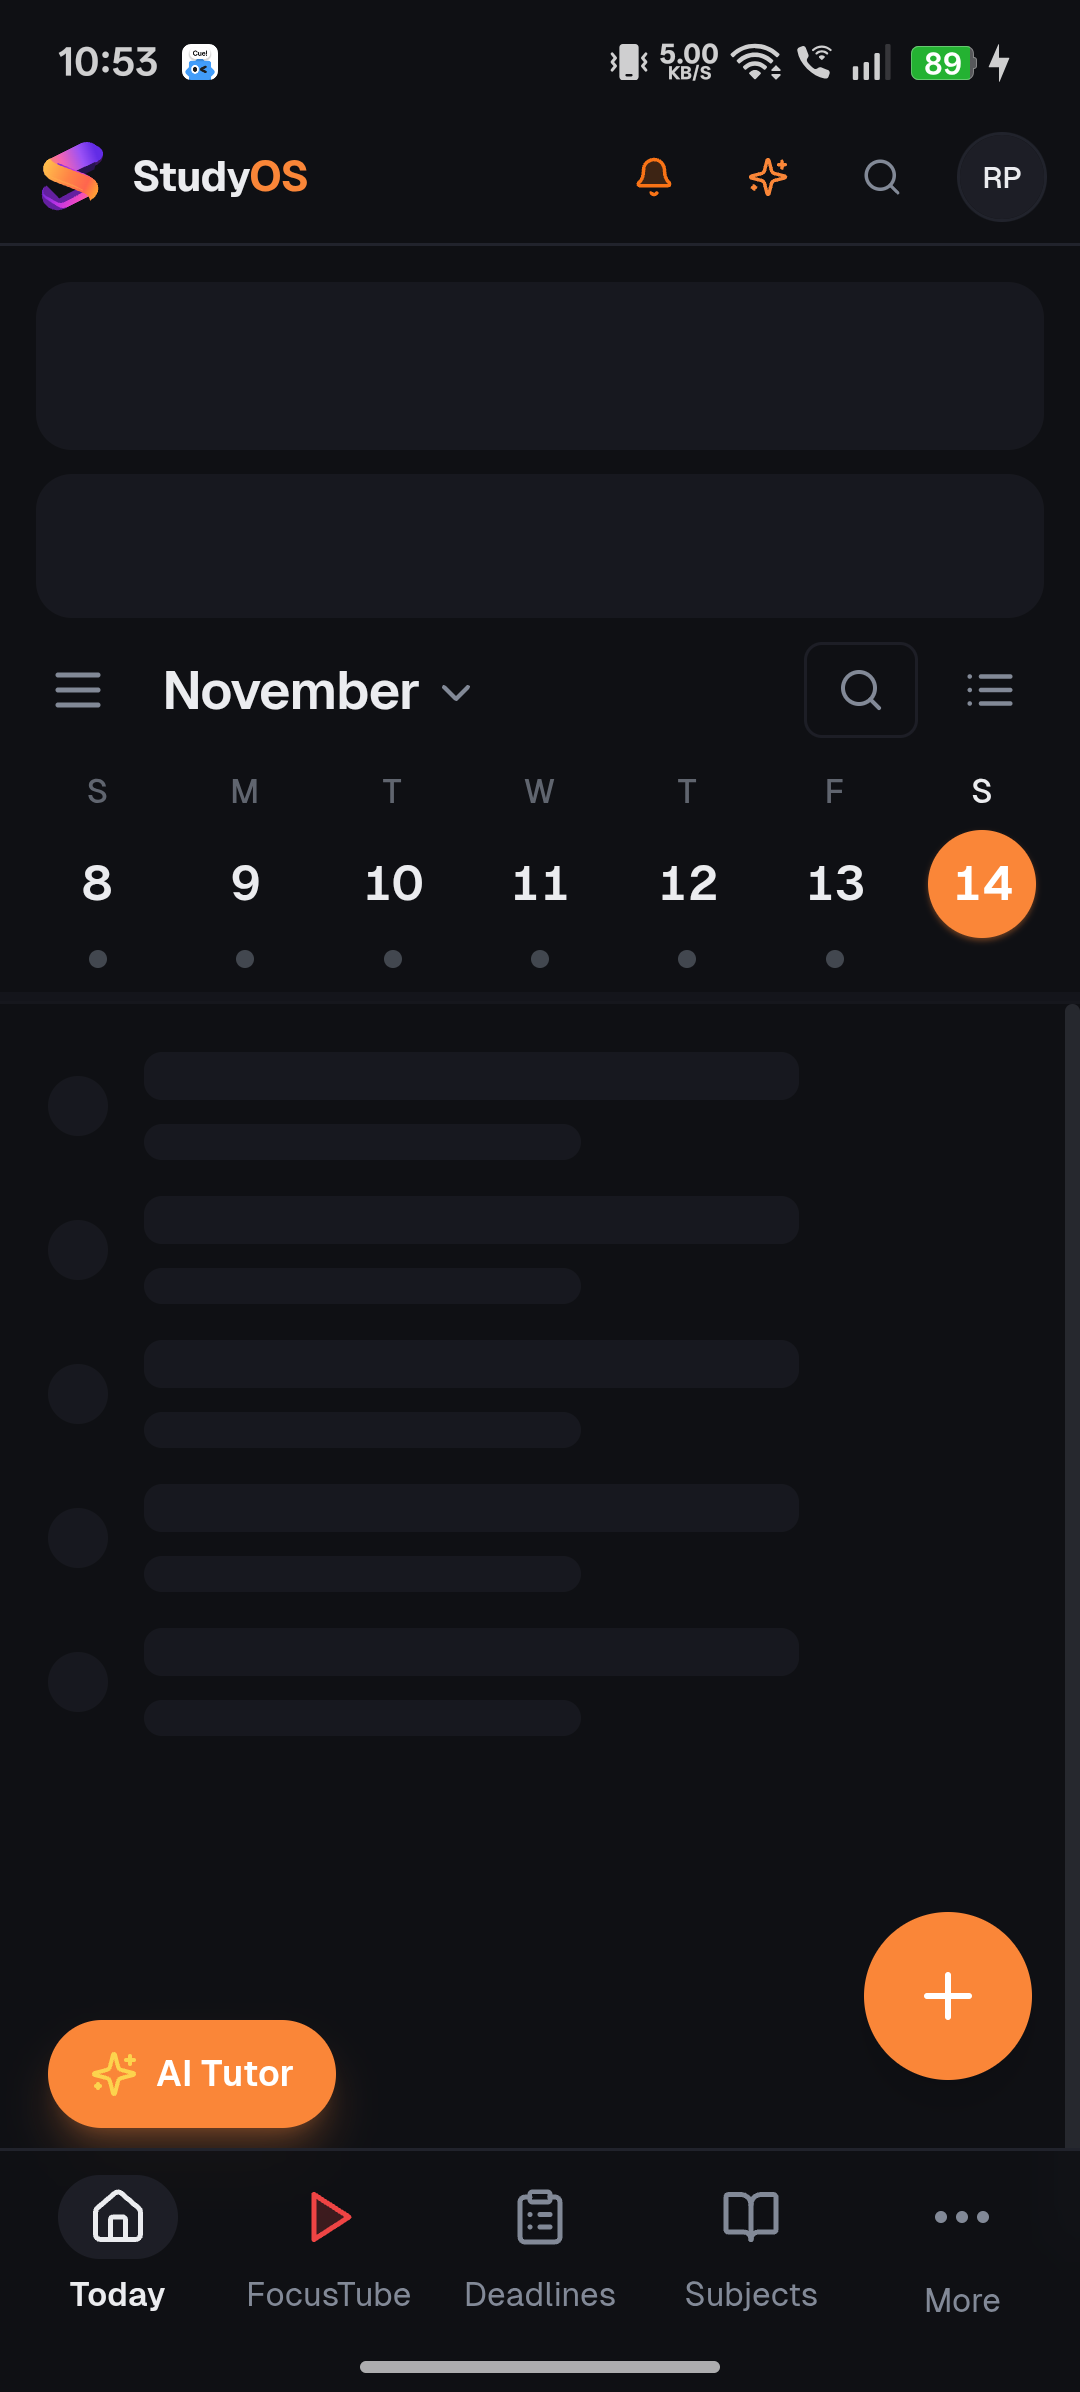 10:53
Cue!
5.00
KB/S
89
StudyOS
RP
November
S M T W T F S
8 9 10 11 12 13 14
AI Tutor
Today FocusTube Deadlines Subjects More